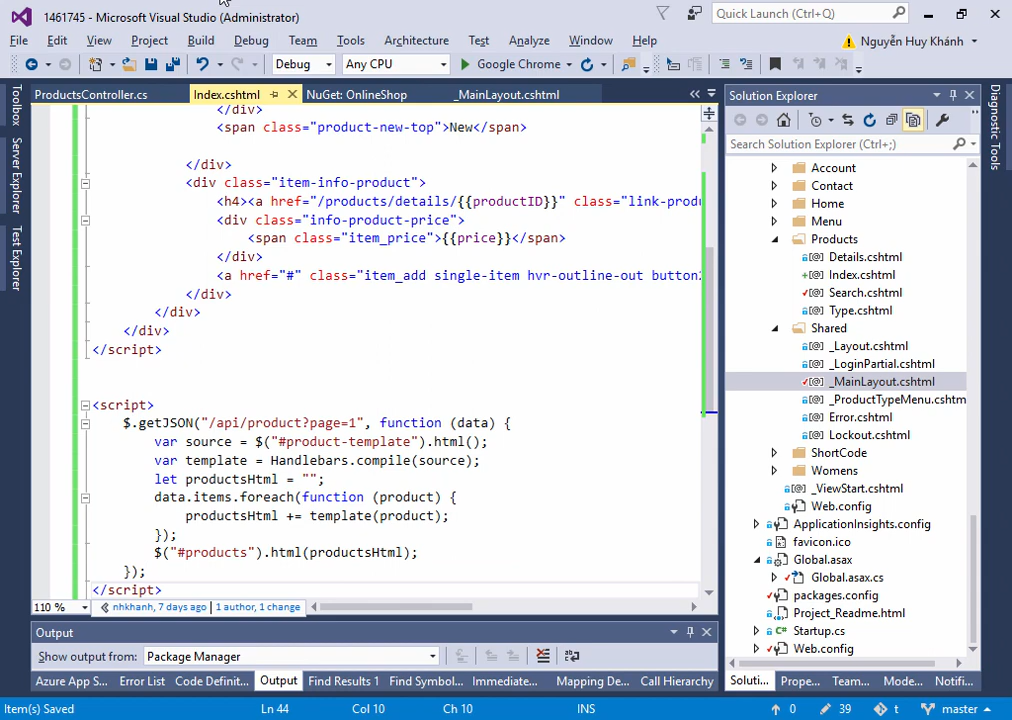 1461745 - Microsoft Visual Studio (Administrator)
Quick Launch (Ctrl+Q)
File Edit View Project Build Debug Team Tools Architecture Test Analyze Window Help
Nguyễn Huy Khánh
Debug Any CPU Google Chrome
ProductsController.cs Index.cshtml NuGet: OnlineShop _MainLayout.cshtml
Toolbox
Server Explorer
Test Explorer
</div>
<span class="product-new-top">New</span>
</div>
<div class="item-info-product">
<h4><a href="/products/details/{{productID}}" class="link-produ
<div class="info-product-price">
<span class="item_price">{{price}}</span>
</div>
<a href="#" class="item_add single-item hvr-outline-out button2
</div>
</div>
</div>
</script>
<script>
$.getJSON("/api/product?page=1", function (data) {
var source = $("#product-template").html();
var template = Handlebars.compile(source);
let productsHtml = "";
data.items.foreach(function (product) {
productsHtml += template(product);
});
$("#products").html(productsHtml);
});
</script>
110 % nhkhanh, 7 days ago | 1 author, 1 change
Output
Show output from: Package Manager
Azure App S... Error List Code Definit... Output Find Results 1 Find Symbol... Immediate... Mapping De... Call Hierarchy
Solution Explorer
Search Solution Explorer (Ctrl+;)
Account
Contact
Home
Menu
Products
Details.cshtml
Index.cshtml
Search.cshtml
Type.cshtml
Shared
_Layout.cshtml
_LoginPartial.cshtml
_MainLayout.cshtml
_ProductTypeMenu.cshtm
Error.cshtml
Lockout.cshtml
ShortCode
Womens
_ViewStart.cshtml
Web.config
ApplicationInsights.config
favicon.ico
Global.asax
Global.asax.cs
packages.config
Project_Readme.html
Startup.cs
Web.config
Soluti... Prope... Team... Mode... Notifi...
Diagnostic Tools
Item(s) Saved Ln 44 Col 10 Ch 10 INS 0 39 t master